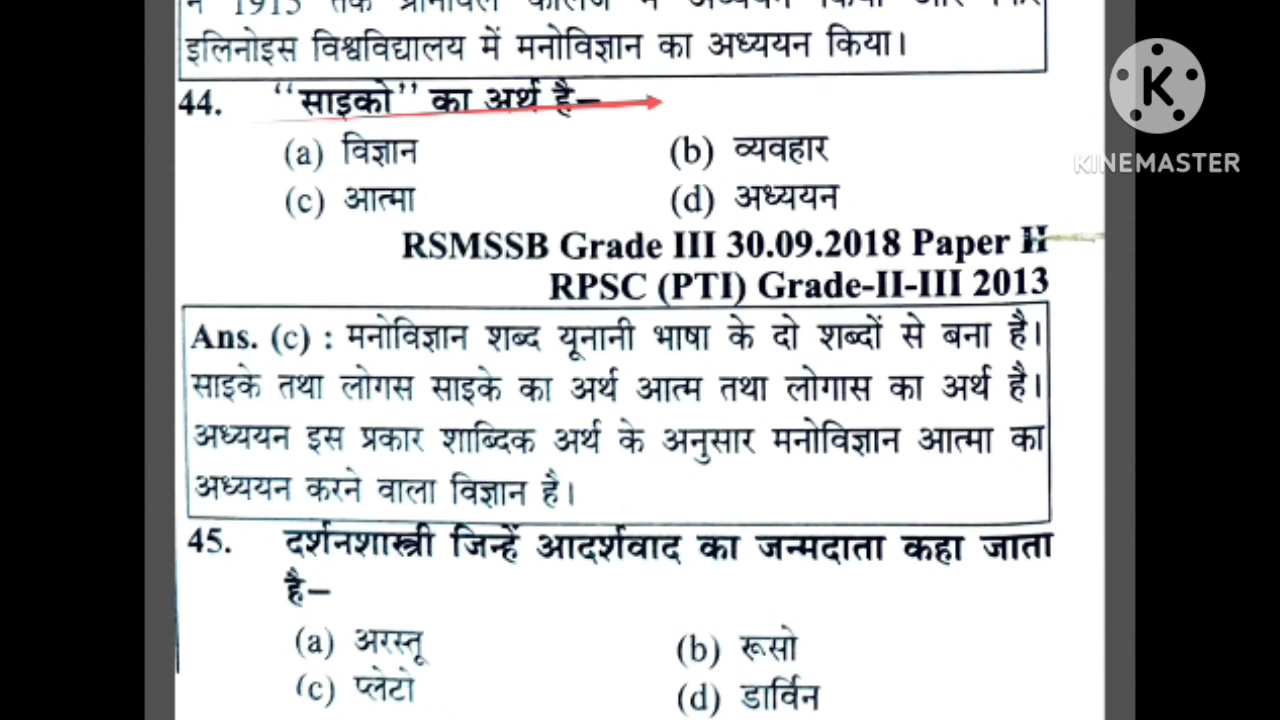 न 1915 तक
इलिनोइस विश्वविद्यालय में मनोविज्ञान का अध्ययन किया।
44. “साइको” का अर्थ है–
(a) विज्ञान (b) व्यवहार
(c) आत्मा (d) अध्ययन
RSMSSB Grade III 30.09.2018 Paper II
RPSC (PTI) Grade-II-III 2013
Ans. (c) : मनोविज्ञान शब्द यूनानी भाषा के दो शब्दों से बना है।
साइके तथा लोगस साइके का अर्थ आत्म तथा लोगास का अर्थ है।
अध्ययन इस प्रकार शाब्दिक अर्थ के अनुसार मनोविज्ञान आत्मा का
अध्ययन करने वाला विज्ञान है।
45. दर्शनशास्त्री जिन्हें आदर्शवाद का जन्मदाता कहा जाता
है–
(a) अरस्तू (b) रूसो
(c) प्लेटो (d) डार्विन
K
KINEMASTER